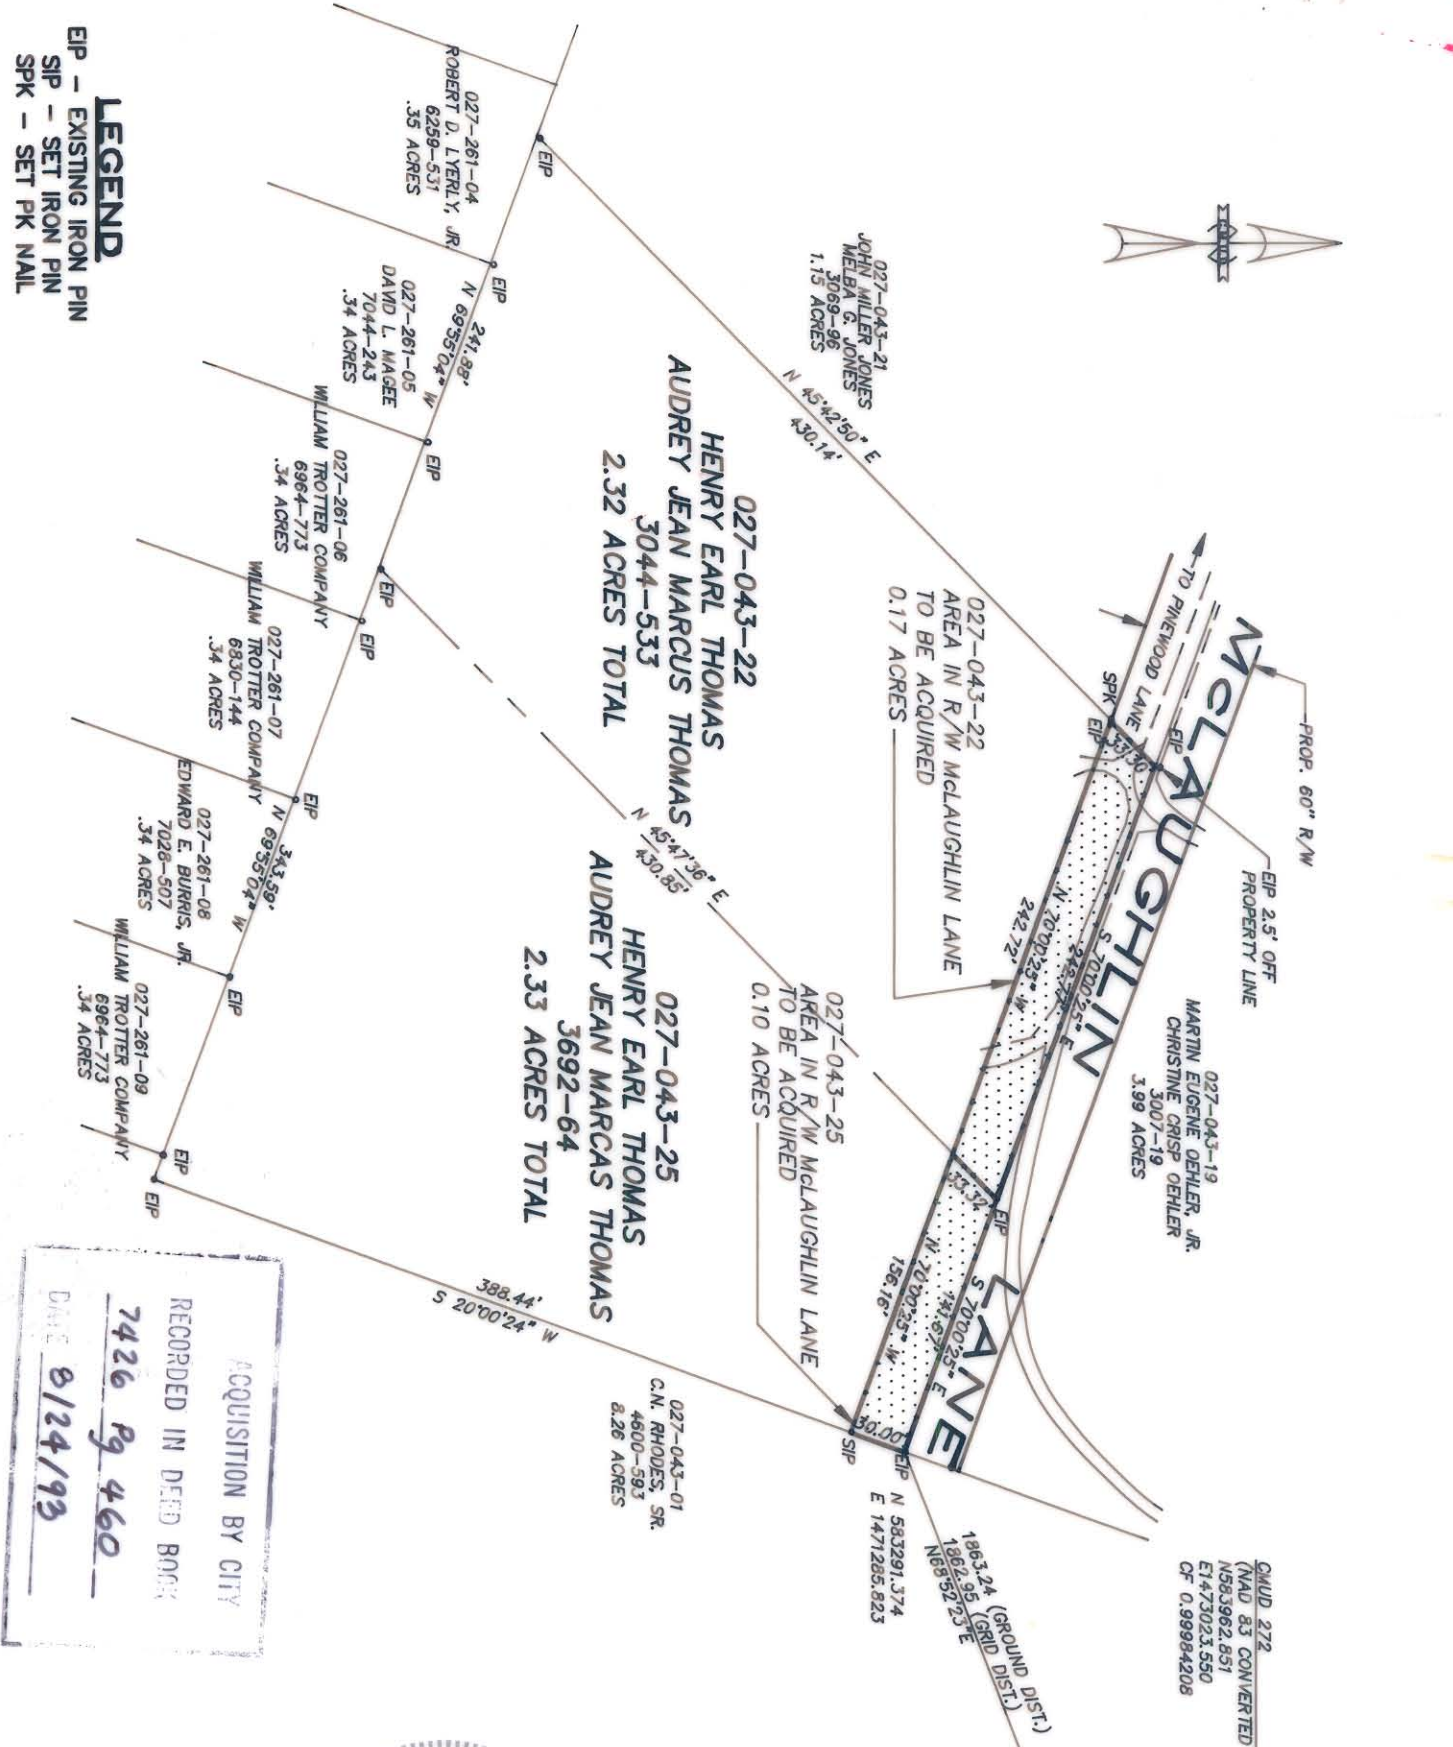 McLAUGHLIN LANE
PROP. 60" R/W
TO PINEWOOD LANE
EIP 2.5' OFF
PROPERTY LINE
027-043-19
MARTIN EUGENE OEHLER, JR.
CHRISTINE CRISP OEHLER
3007-19
3.99 ACRES
CMUD 272
(NAD 83 CONVERTED
N583962.851
E1473023.550
CF 0.99984208
1863.24 (GROUND DIST.)
1862.95 (GRID DIST.)
N68°52'23"E
N 583291.374
E 1471285.823
SPK
EIP
EIP
33.30'
S 70°00'25" E
242.77'
N 70°00'25" W
242.72'
EIP
33.32'
S 70°00'25" E
141.67'
N 70°00'25" W
156.16'
30.00'
EIP
SIP
027-043-21
JOHN MILLER JONES
MELBA G. JONES
3069-96
1.15 ACRES
N 45°42'50" E
430.14'
027-043-22
AREA IN R/W McLAUGHLIN LANE
TO BE ACQUIRED
0.17 ACRES
027-043-22
HENRY EARL THOMAS
AUDREY JEAN MARCUS THOMAS
3044-533
2.32 ACRES TOTAL
N 45°47'36" E
430.85'
027-043-25
AREA IN R/W McLAUGHLIN LANE
TO BE ACQUIRED
0.10 ACRES
027-043-25
HENRY EARL THOMAS
AUDREY JEAN MARCAS THOMAS
3692-64
2.33 ACRES TOTAL
388.44'
S 20°00'24" W
027-043-01
C.N. RHODES, SR.
4600-593
8.26 ACRES
EIP
EIP
241.88'
N 69°55'04" W
EIP
EIP
EIP
EIP
343.59'
N 69°55'04" W
EIP
EIP
EIP
027-261-04
ROBERT D. LYERLY, JR.
6259-531
.35 ACRES
027-261-05
DAVID L. MAGEE
7044-243
.34 ACRES
027-261-06
WILLIAM TROTTER COMPANY
6964-773
.34 ACRES
027-261-07
WILLIAM TROTTER COMPANY
6830-144
.34 ACRES
027-261-08
EDWARD E. BURRIS, JR.
7028-507
.34 ACRES
027-261-09
WILLIAM TROTTER COMPANY
6964-773
.34 ACRES
LEGEND
EIP - EXISTING IRON PIN
SIP - SET IRON PIN
SPK - SET PK NAIL
ACQUISITION BY CITY
RECORDED IN DEED BOOK
7426 Pg 460
DATE 8/24/93